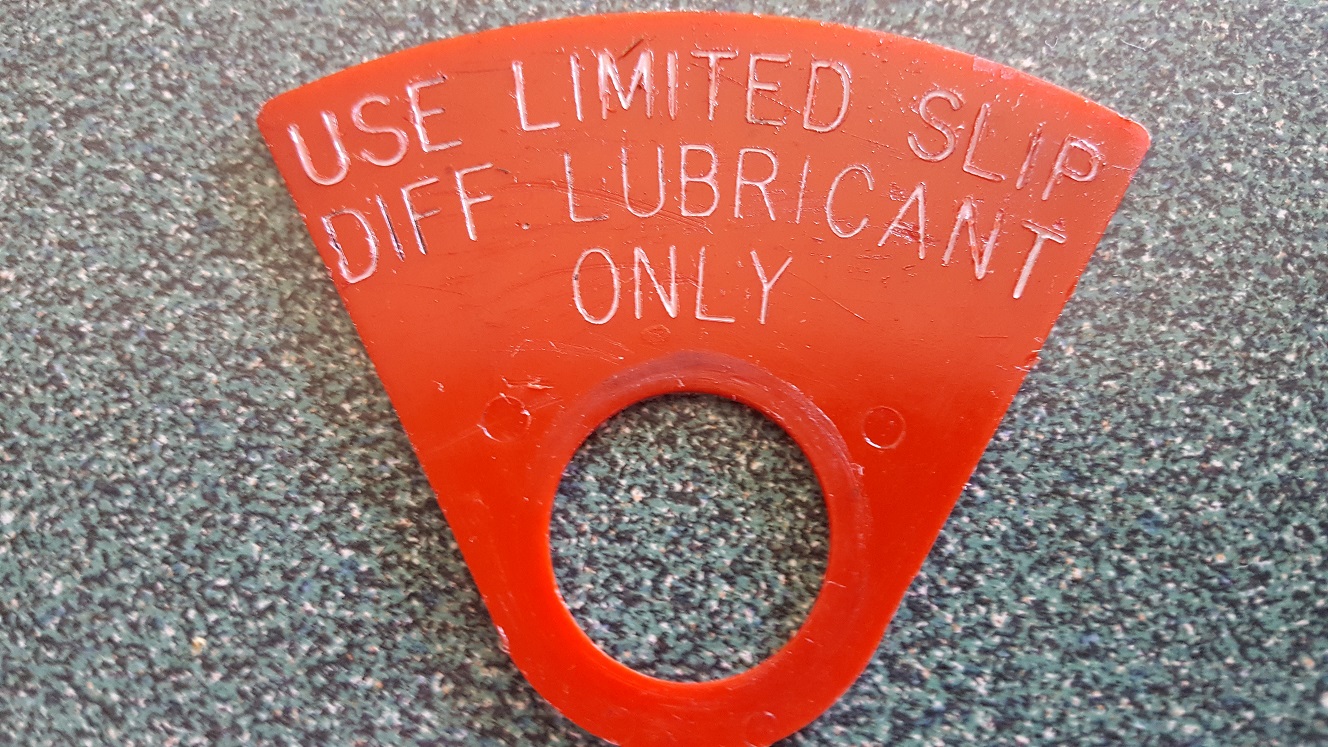 USE LIMITED SLIP
DIFF LUBRICANT
ONLY